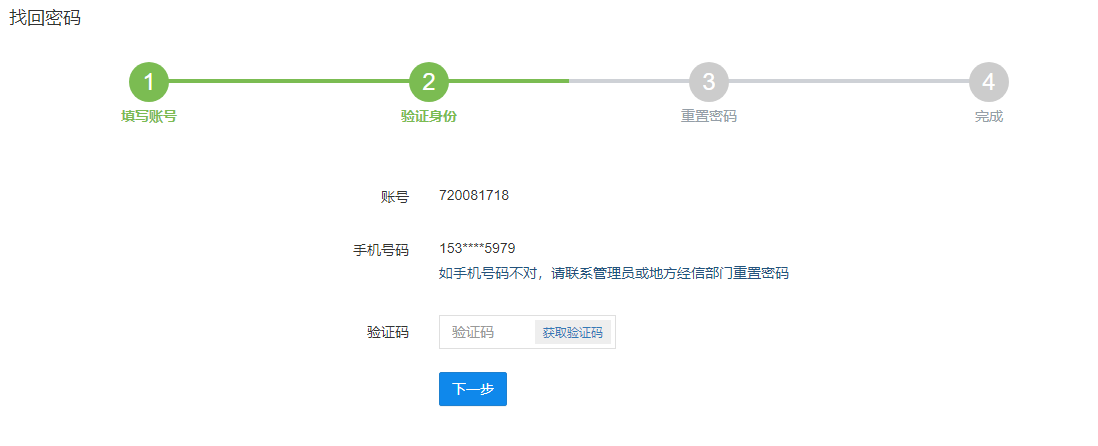 找回密码
1 2 3 4
填写账号 验证身份 重置密码 完成
账号 720081718
手机号码 153****5979
如手机号码不对，请联系管理员或地方经信部门重置密码
验证码 验证码 获取验证码
下一步